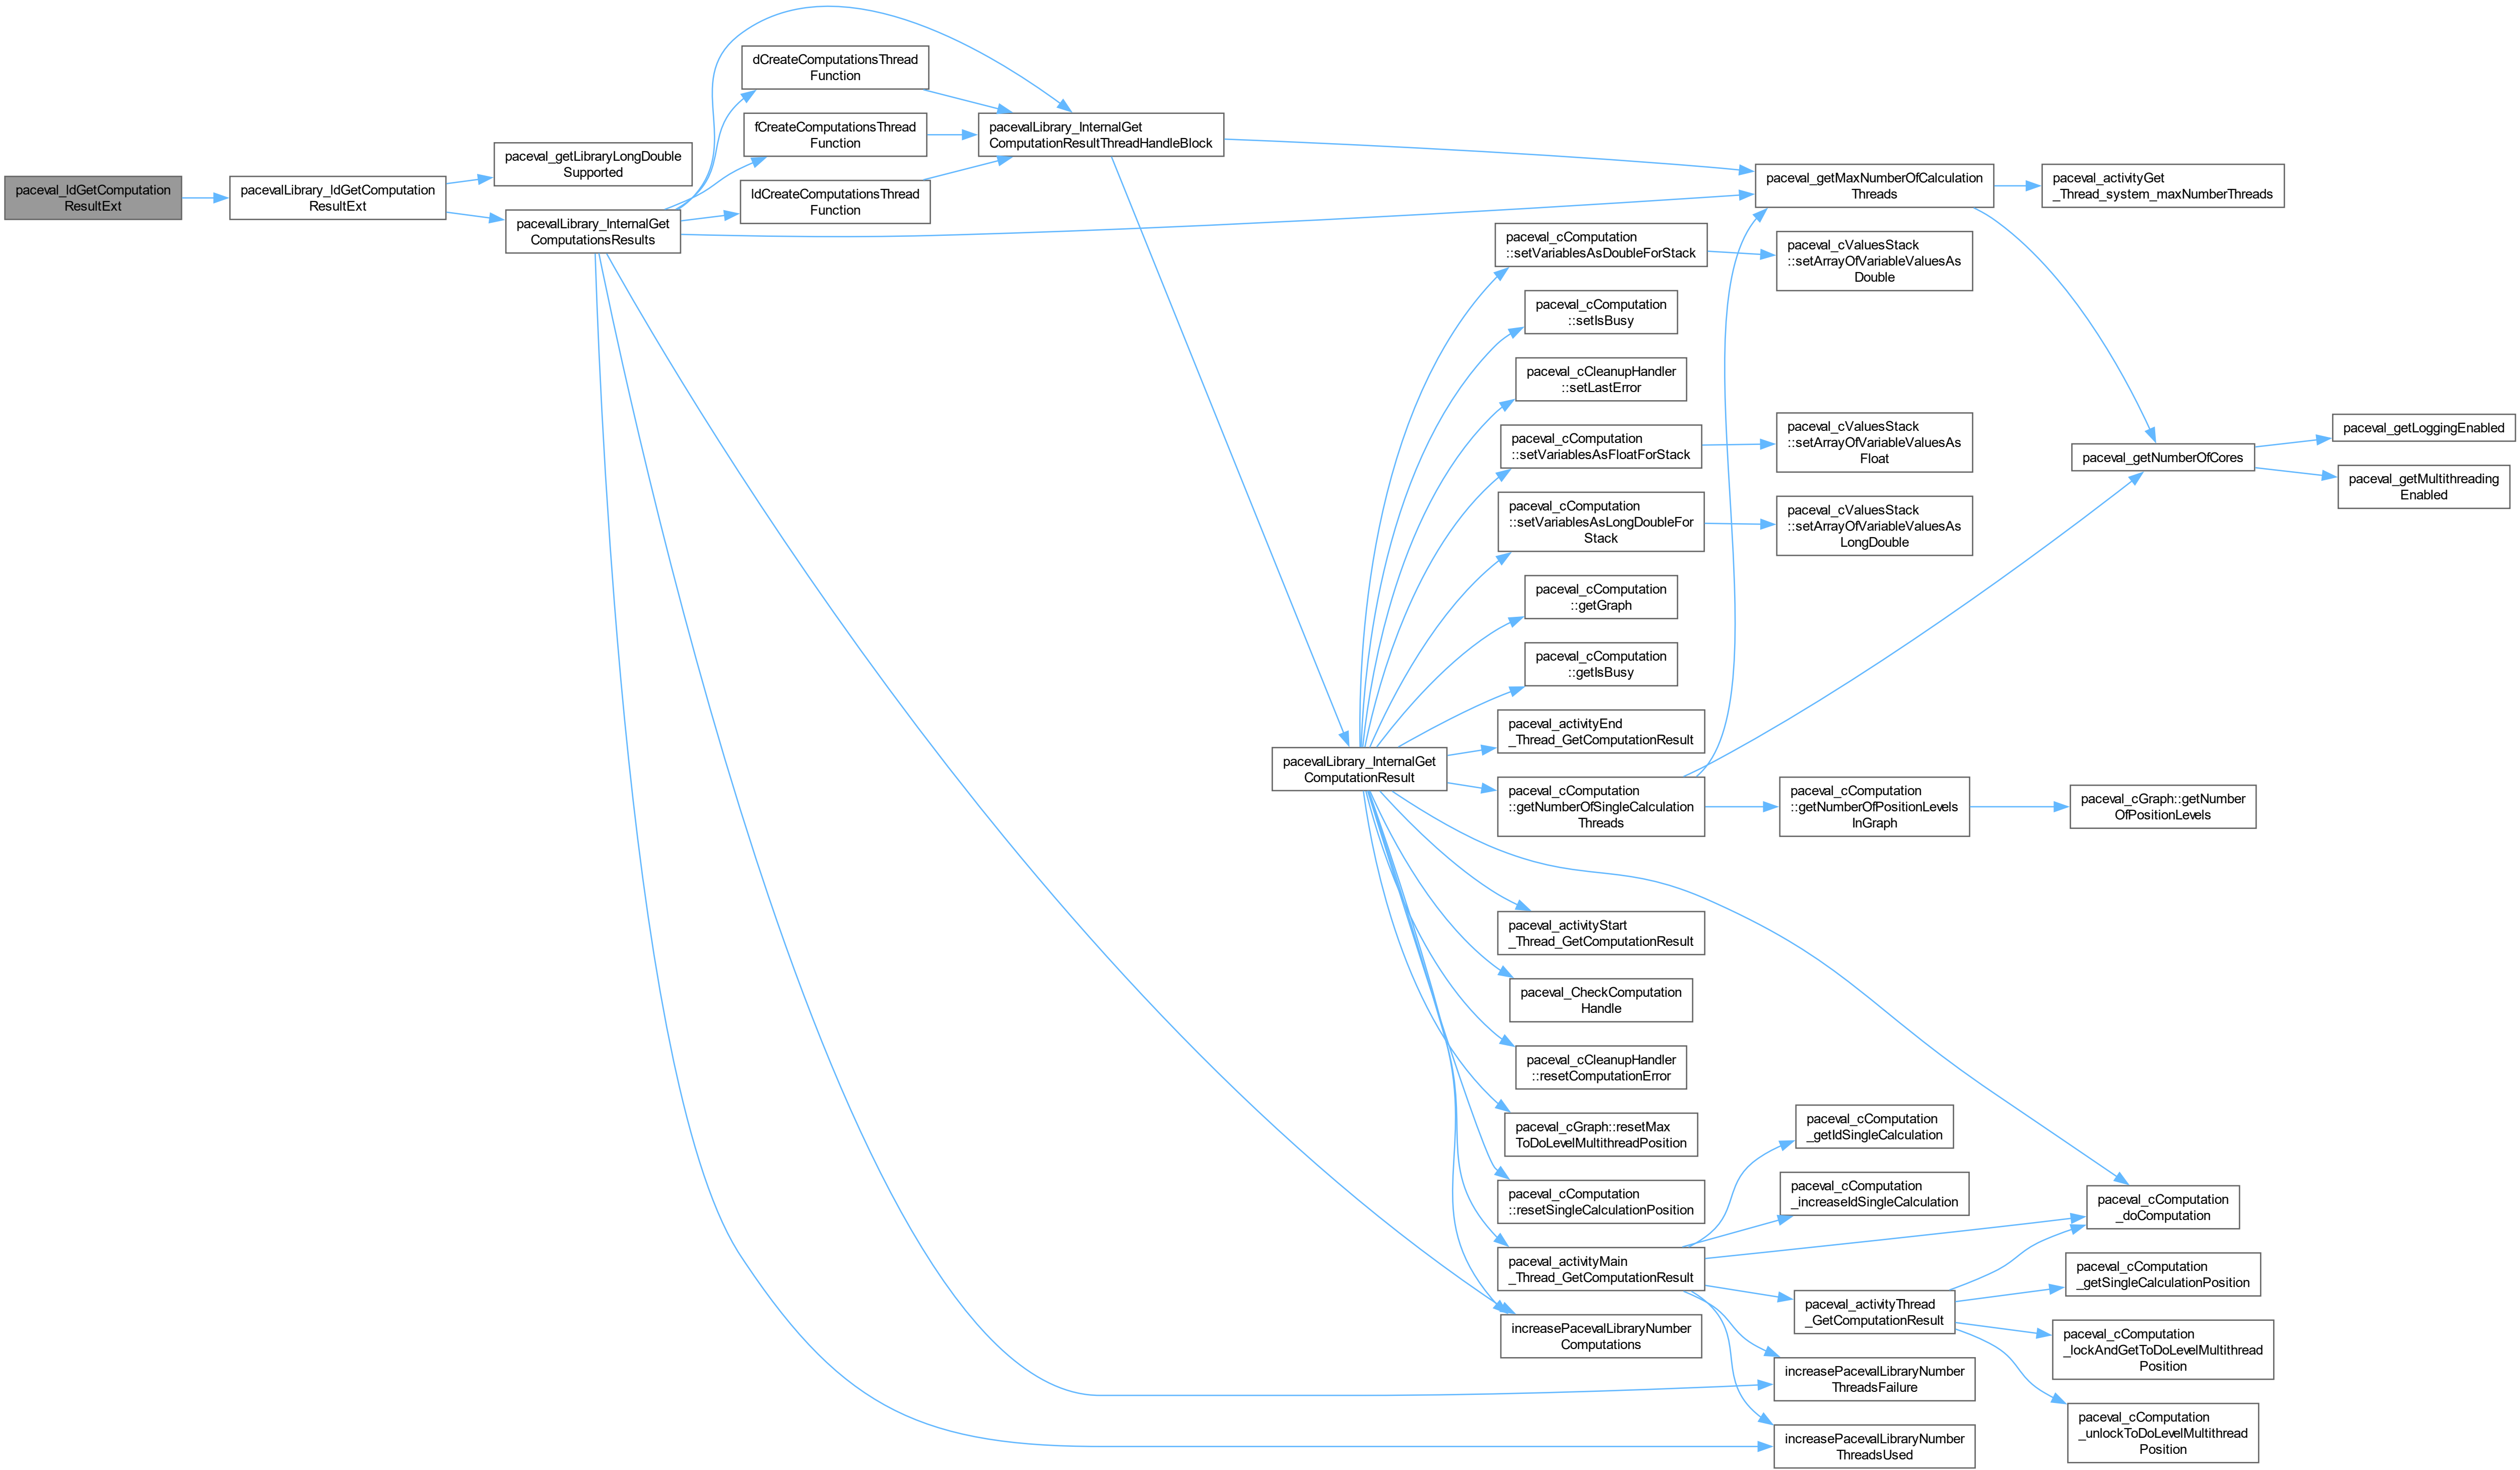 paceval_ldGetComputation
ResultExt
pacevalLibrary_ldGetComputation
ResultExt
paceval_getLibraryLongDouble
Supported
pacevalLibrary_InternalGet
ComputationsResults
dCreateComputationsThread
Function
fCreateComputationsThread
Function
ldCreateComputationsThread
Function
pacevalLibrary_InternalGet
ComputationResultThreadHandleBlock
pacevalLibrary_InternalGet
ComputationResult
paceval_cComputation
::setVariablesAsDoubleForStack
paceval_cComputation
::setIsBusy
paceval_cCleanupHandler
::setLastError
paceval_cComputation
::setVariablesAsFloatForStack
paceval_cComputation
::setVariablesAsLongDoubleFor
Stack
paceval_cComputation
::getGraph
paceval_cComputation
::getIsBusy
paceval_activityEnd
_Thread_GetComputationResult
paceval_cComputation
::getNumberOfSingleCalculation
Threads
paceval_activityStart
_Thread_GetComputationResult
paceval_CheckComputation
Handle
paceval_cCleanupHandler
::resetComputationError
paceval_cGraph::resetMax
ToDoLevelMultithreadPosition
paceval_cComputation
::resetSingleCalculationPosition
paceval_activityMain
_Thread_GetComputationResult
increasePacevalLibraryNumber
Computations
paceval_getMaxNumberOfCalculation
Threads
paceval_cValuesStack
::setArrayOfVariableValuesAs
Double
paceval_cValuesStack
::setArrayOfVariableValuesAs
Float
paceval_cValuesStack
::setArrayOfVariableValuesAs
LongDouble
paceval_cComputation
::getNumberOfPositionLevels
InGraph
paceval_cComputation
_getIdSingleCalculation
paceval_cComputation
_increaseIdSingleCalculation
paceval_activityThread
_GetComputationResult
increasePacevalLibraryNumber
ThreadsFailure
increasePacevalLibraryNumber
ThreadsUsed
paceval_activityGet
_Thread_system_maxNumberThreads
paceval_getNumberOfCores
paceval_cGraph::getNumber
OfPositionLevels
paceval_cComputation
_doComputation
paceval_cComputation
_getSingleCalculationPosition
paceval_cComputation
_lockAndGetToDoLevelMultithread
Position
paceval_cComputation
_unlockToDoLevelMultithread
Position
paceval_getLoggingEnabled
paceval_getMultithreading
Enabled